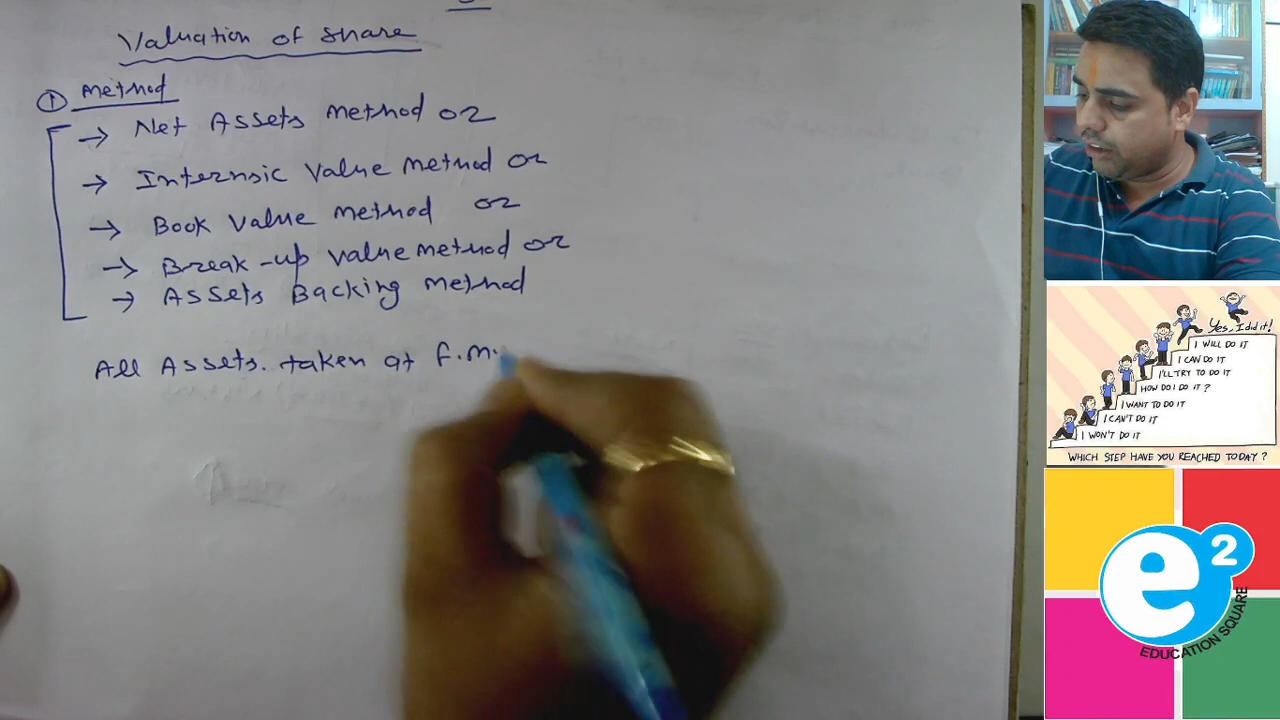 Valuation of share
① Method
→ Net Assets method or
→ Internsic Value method or
→ Book Value method or
→ Break-up value method or
→ Assets Backing method
All Assets. taken at F.M.
Yes, I did it!
I WILL DO IT
I CAN DO IT
I'LL TRY TO DO IT
HOW DO I DO IT?
I WANT TO DO IT
I CAN'T DO IT
I WON'T DO IT
WHICH STEP HAVE YOU REACHED TODAY?
e2
EDUCATION SQUARE